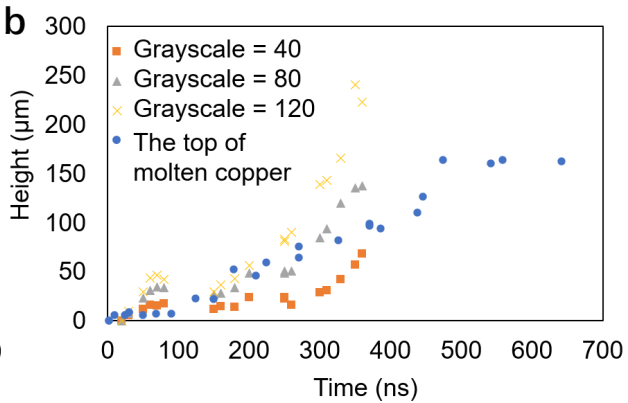 b
300
250
200
150
100
50
0
Height (μm)
Grayscale = 40
Grayscale = 80
Grayscale = 120
The top of
molten copper
0 100 200 300 400 500 600 700
Time (ns)